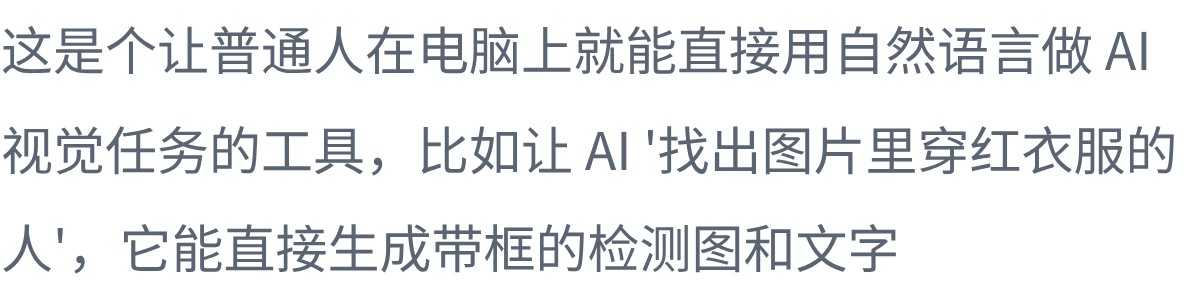 这是个让普通人在电脑上就能直接用自然语言做 AI
视觉任务的工具，比如让 AI '找出图片里穿红衣服的
人'，它能直接生成带框的检测图和文字